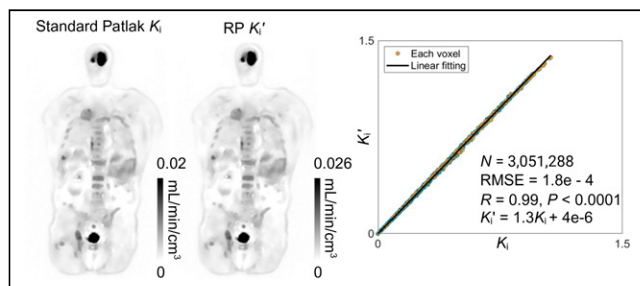 Standard Patlak Ki
RP Ki′
0.02
mL/min/cm3
0
0.026
mL/min/cm3
0
1.5
Ki′
0
Each voxel
Linear fitting
N = 3,051,288
RMSE = 1.8e - 4
R = 0.99, P < 0.0001
Ki′ = 1.3Ki + 4e-6
0
Ki
1.5